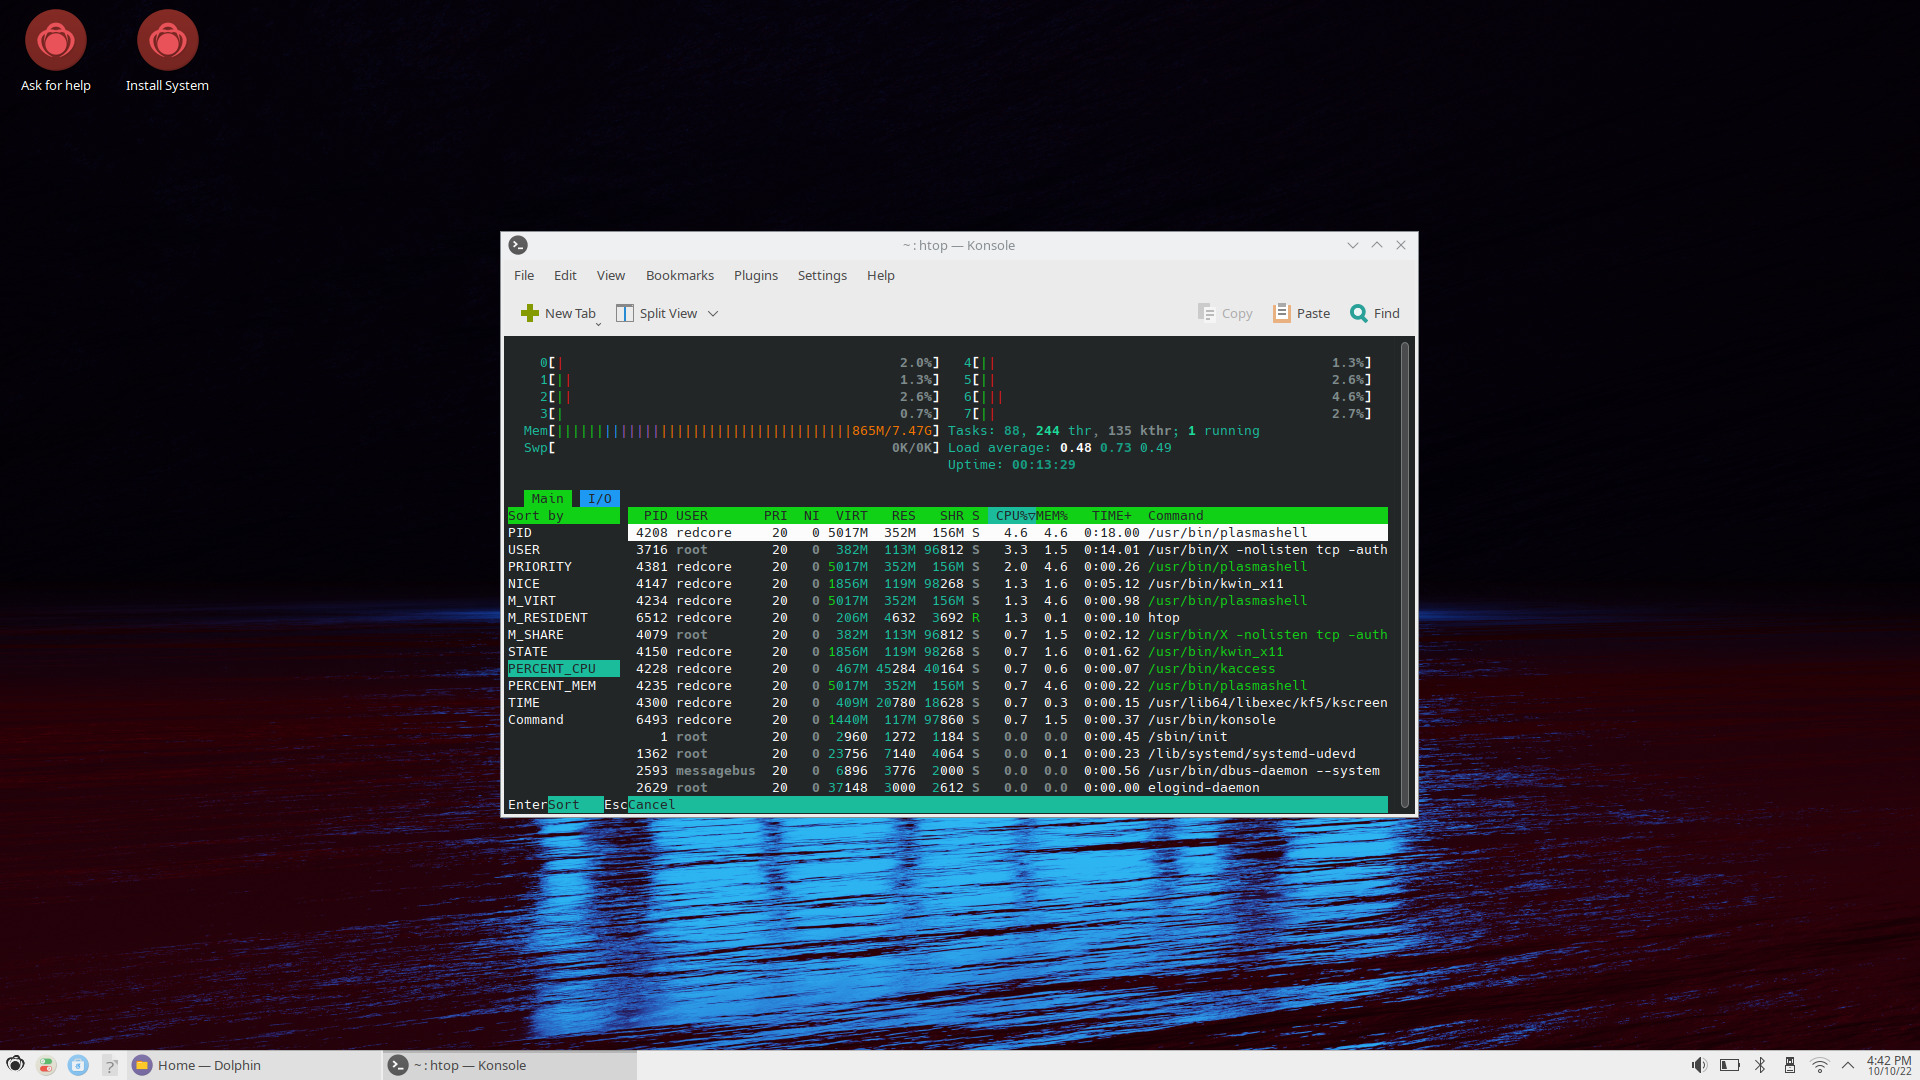 Ask for help
Install System
~ : htop — Konsole
File Edit View Bookmarks Plugins Settings Help
New Tab Split View Copy Paste Find
0[| 2.0%] 4[|| 1.3%]
1[|| 1.3%] 5[|| 2.6%]
2[|| 2.6%] 6[||| 4.6%]
3[| 0.7%] 7[|| 2.7%]
Mem[|||||||||||||||||||||||||||||||||||||865M/7.47G] Tasks: 88, 244 thr, 135 kthr; 1 running
Swp[ 0K/0K] Load average: 0.48 0.73 0.49
Uptime: 00:13:29
Main I/O
Sort by PID USER PRI NI VIRT RES SHR S CPU%▽MEM% TIME+ Command
PID 4208 redcore 20 0 5017M 352M 156M S 4.6 4.6 0:18.00 /usr/bin/plasmashell
USER 3716 root 20 0 382M 113M 96812 S 3.3 1.5 0:14.01 /usr/bin/X -nolisten tcp -auth
PRIORITY 4381 redcore 20 0 5017M 352M 156M S 2.0 4.6 0:00.26 /usr/bin/plasmashell
NICE 4147 redcore 20 0 1856M 119M 98268 S 1.3 1.6 0:05.12 /usr/bin/kwin_x11
M_VIRT 4234 redcore 20 0 5017M 352M 156M S 1.3 4.6 0:00.98 /usr/bin/plasmashell
M_RESIDENT 6512 redcore 20 0 206M 4632 3692 R 1.3 0.1 0:00.10 htop
M_SHARE 4079 root 20 0 382M 113M 96812 S 0.7 1.5 0:02.12 /usr/bin/X -nolisten tcp -auth
STATE 4150 redcore 20 0 1856M 119M 98268 S 0.7 1.6 0:01.62 /usr/bin/kwin_x11
PERCENT_CPU 4228 redcore 20 0 467M 45284 40164 S 0.7 0.6 0:00.07 /usr/bin/kaccess
PERCENT_MEM 4235 redcore 20 0 5017M 352M 156M S 0.7 4.6 0:00.22 /usr/bin/plasmashell
TIME 4300 redcore 20 0 409M 20780 18628 S 0.7 0.3 0:00.15 /usr/lib64/libexec/kf5/kscreen
Command 6493 redcore 20 0 1440M 117M 97860 S 0.7 1.5 0:00.37 /usr/bin/konsole
1 root 20 0 2960 1272 1184 S 0.0 0.0 0:00.45 /sbin/init
1362 root 20 0 23756 7140 4064 S 0.0 0.1 0:00.23 /lib/systemd/systemd-udevd
2593 messagebus 20 0 6896 3776 2000 S 0.0 0.0 0:00.56 /usr/bin/dbus-daemon --system
2629 root 20 0 37148 3000 2612 S 0.0 0.0 0:00.00 elogind-daemon
EnterSort EscCancel
Home — Dolphin
~ : htop — Konsole
4:42 PM
10/10/22